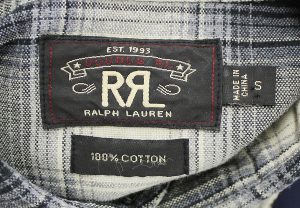 EST. 1993
RRL
RALPH LAUREN
MADE IN
CHINA
S
100% COTTON